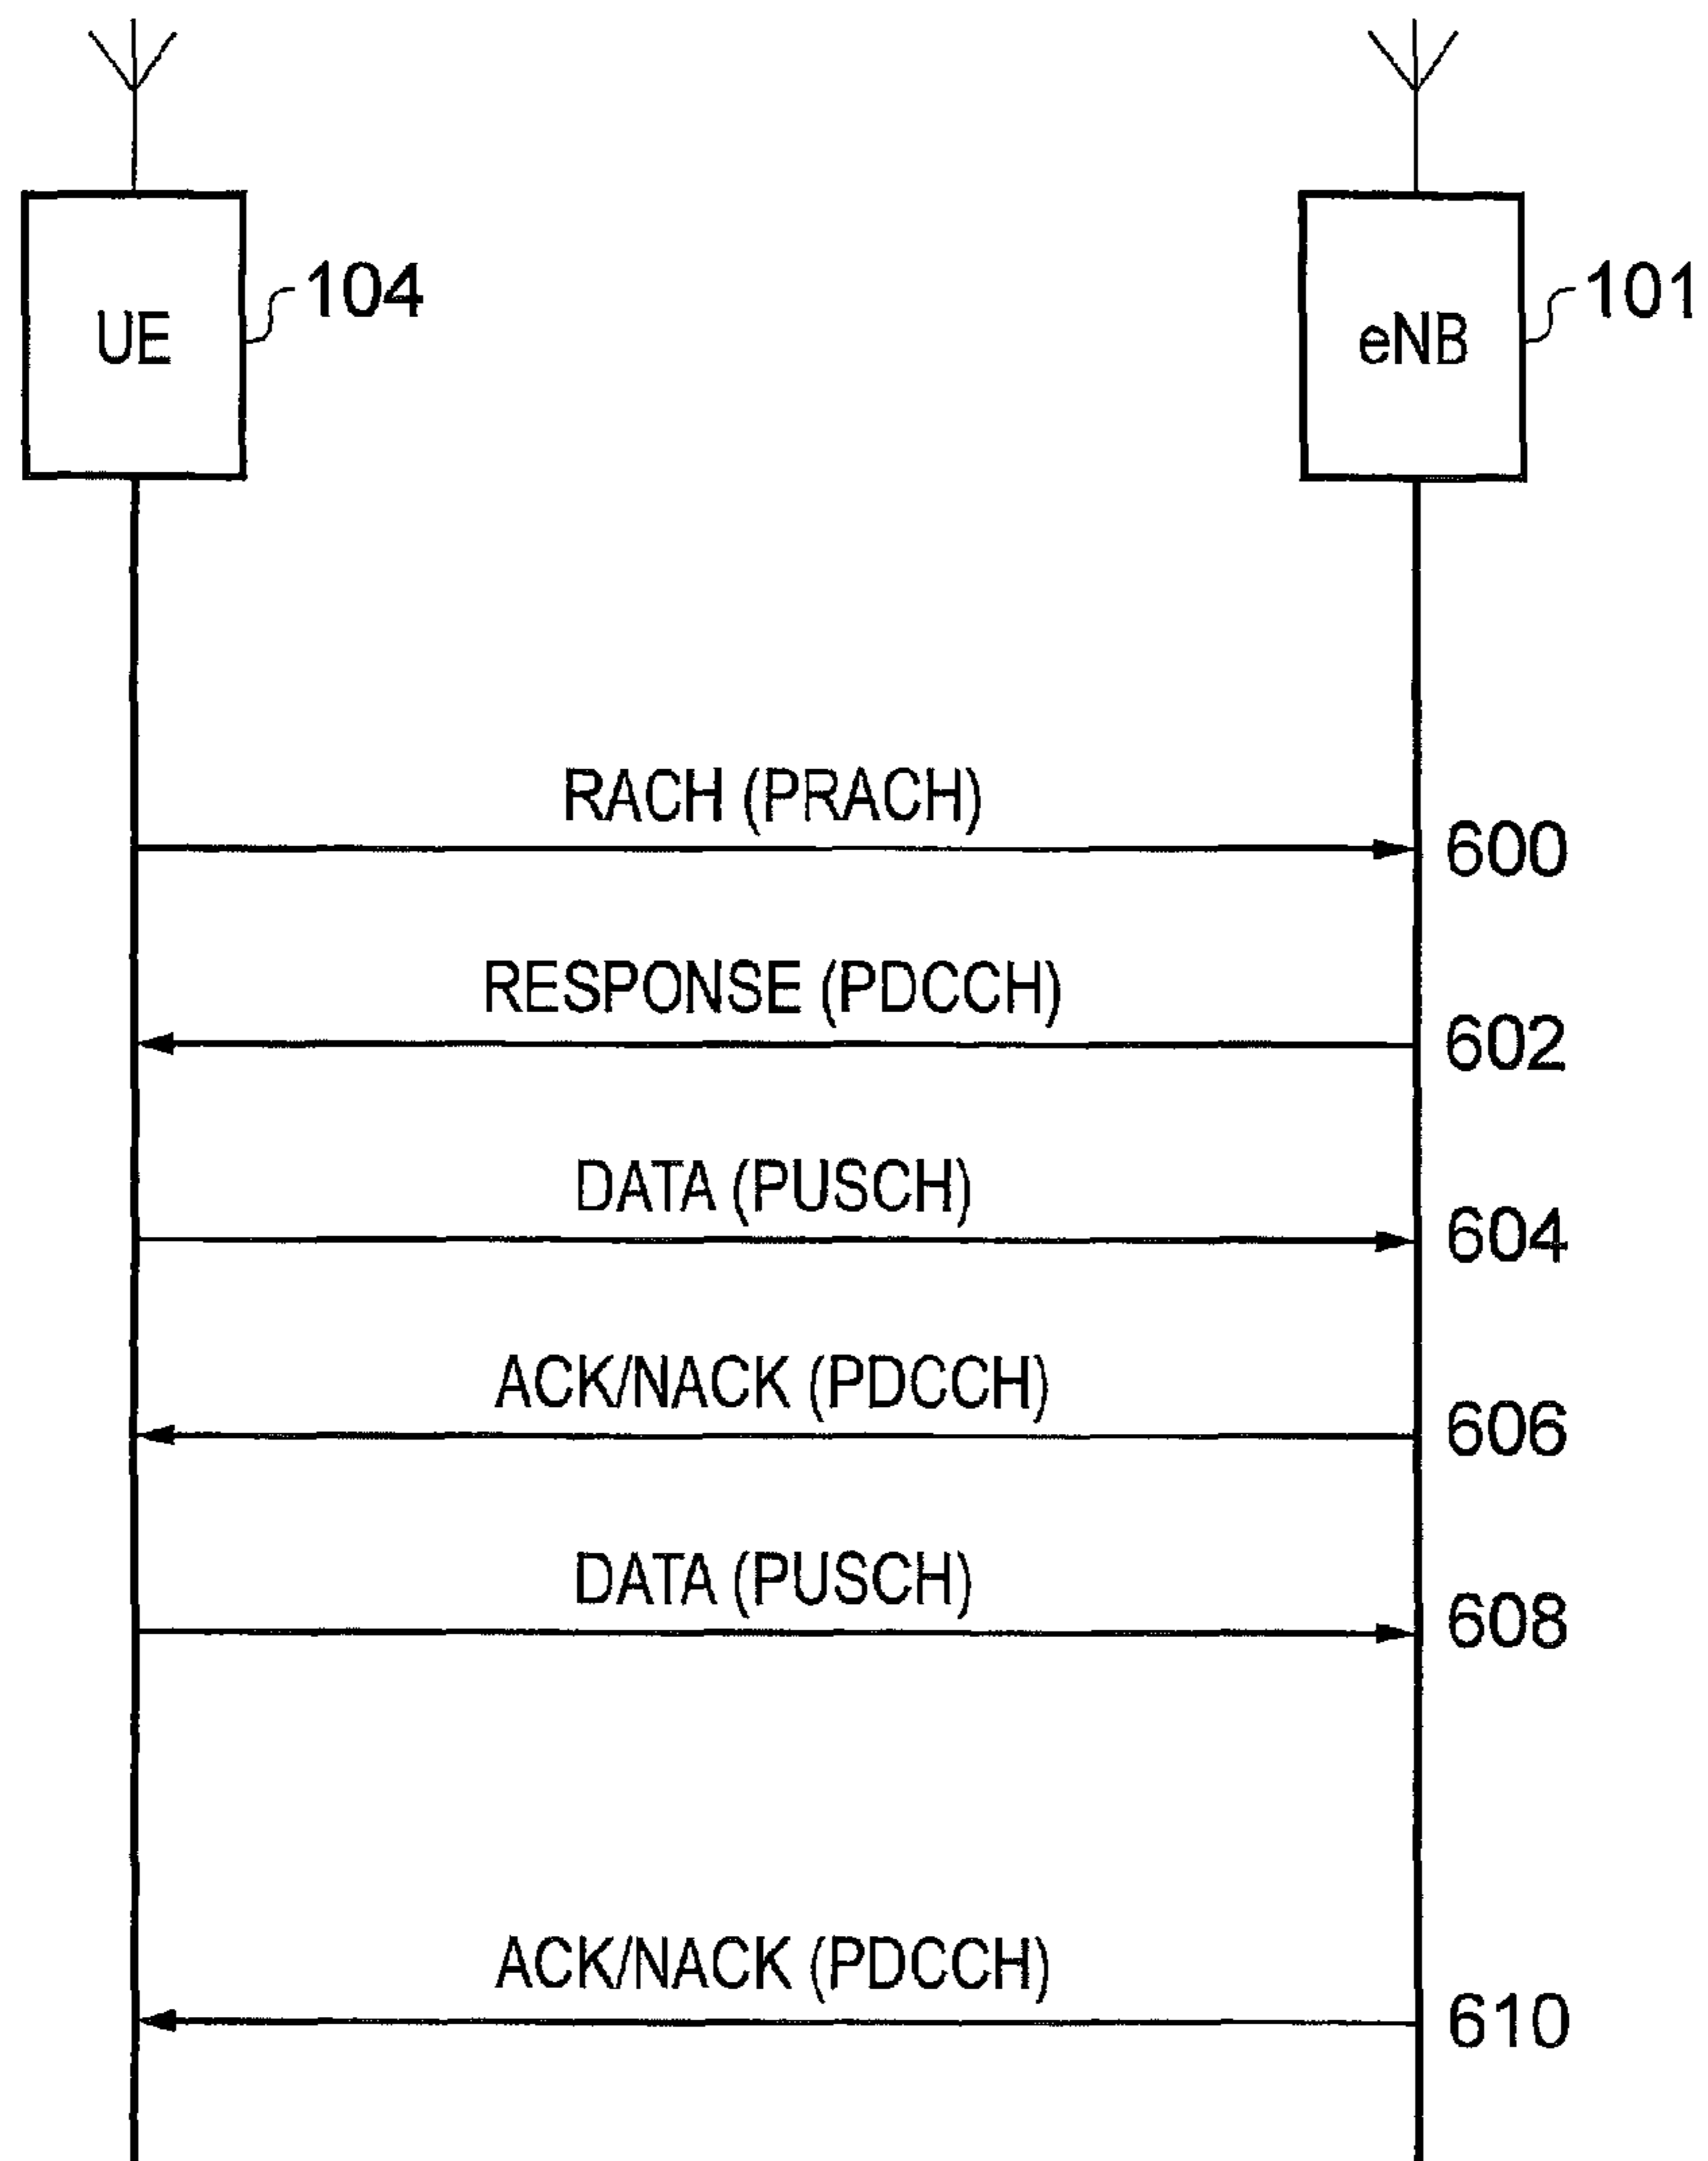 104
101
UE
eNB
RACH (PRACH)
600
RESPONSE (PDCCH)
602
DATA (PUSCH)
604
ACK/NACK (PDCCH)
606
DATA (PUSCH)
608
ACK/NACK (PDCCH)
610